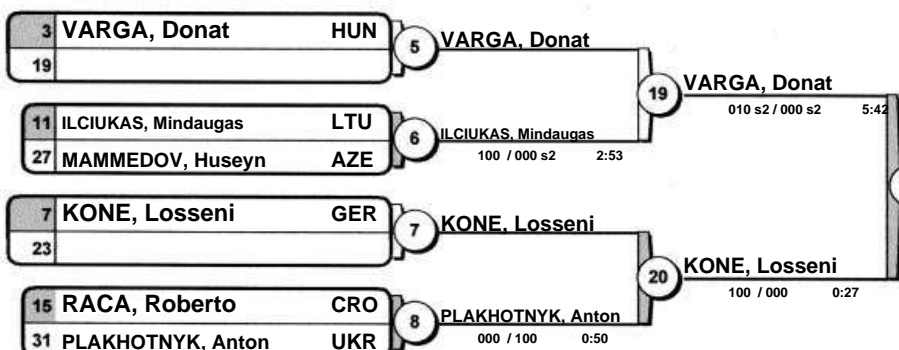 3 VARGA, Donat HUN
19
5 VARGA, Donat
11 ILCIUKAS, Mindaugas LTU
27 MAMMEDOV, Huseyn AZE
6 ILCIUKAS, Mindaugas
100 / 000 s2 2:53
19 VARGA, Donat
010 s2 / 000 s2 5:42
7 KONE, Losseni GER
23
7 KONE, Losseni
15 RACA, Roberto CRO
31 PLAKHOTNYK, Anton UKR
8 PLAKHOTNYK, Anton
000 / 100 0:50
20 KONE, Losseni
100 / 000 0:27